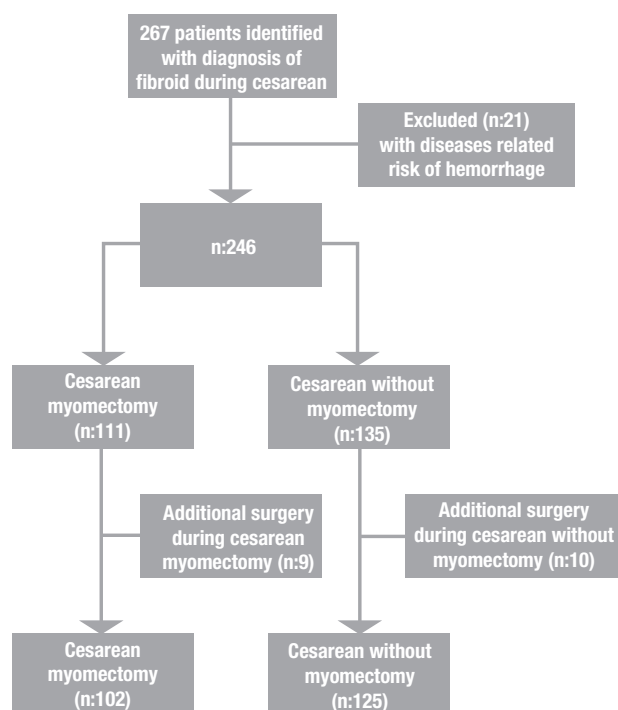 267 patients identified
with diagnosis of
fibroid during cesarean
Excluded (n:21)
with diseases related
risk of hemorrhage
n:246
Cesarean
myomectomy
(n:111)
Cesarean without
myomectomy
(n:135)
Additional surgery
during cesarean
myomectomy (n:9)
Additional surgery
during cesarean without
myomectomy (n:10)
Cesarean
myomectomy
(n:102)
Cesarean without
myomectomy
(n:125)